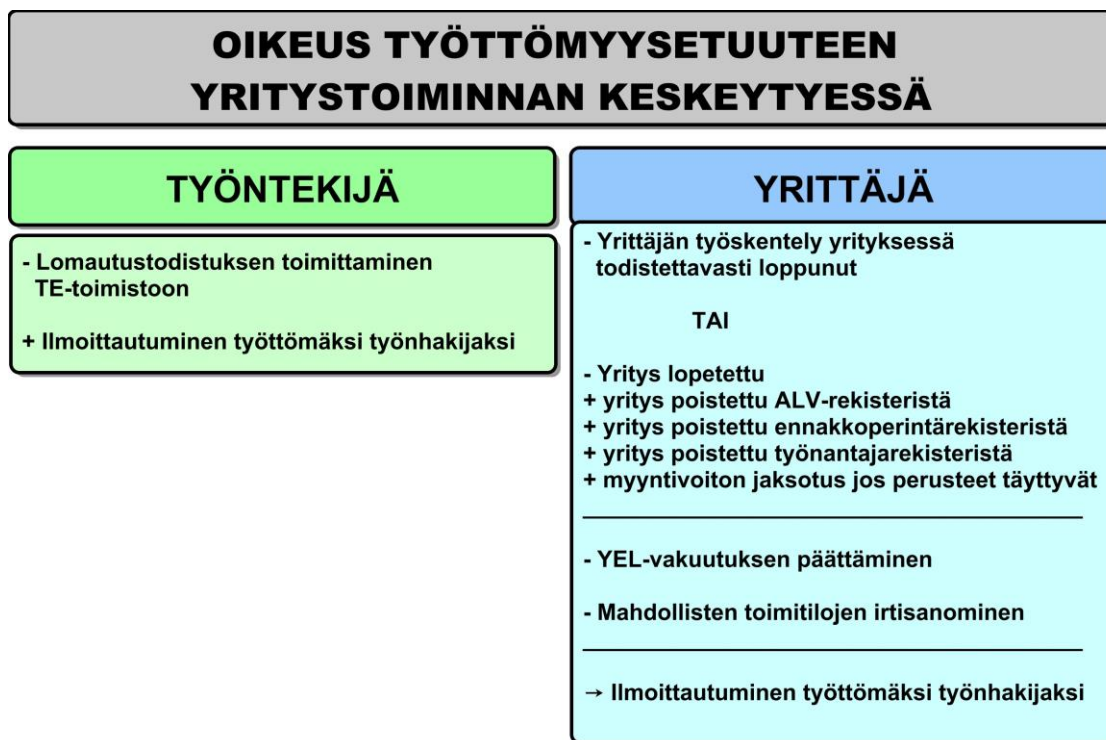 OIKEUS TYÖTTÖMYYSETUUTEEN
YRITYSTOIMINNAN KESKEYTYESSÄ
TYÖNTEKIJÄ
- Lomautustodistuksen toimittaminen
TE-toimistoon
+ Ilmoittautuminen työttömäksi työnhakijaksi
YRITTÄJÄ
- Yrittäjän työskentely yrityksessä
todistettavasti loppunut
TAI
- Yritys lopetettu
+ yritys poistettu ALV-rekisteristä
+ yritys poistettu ennakkoperintärekisteristä
+ yritys poistettu työnantajarekisteristä
+ myyntivoiton jaksotus jos perusteet täyttyvät
- YEL-vakuutuksen päättäminen
- Mahdollisten toimitilojen irtisanominen
→ Ilmoittautuminen työttömäksi työnhakijaksi